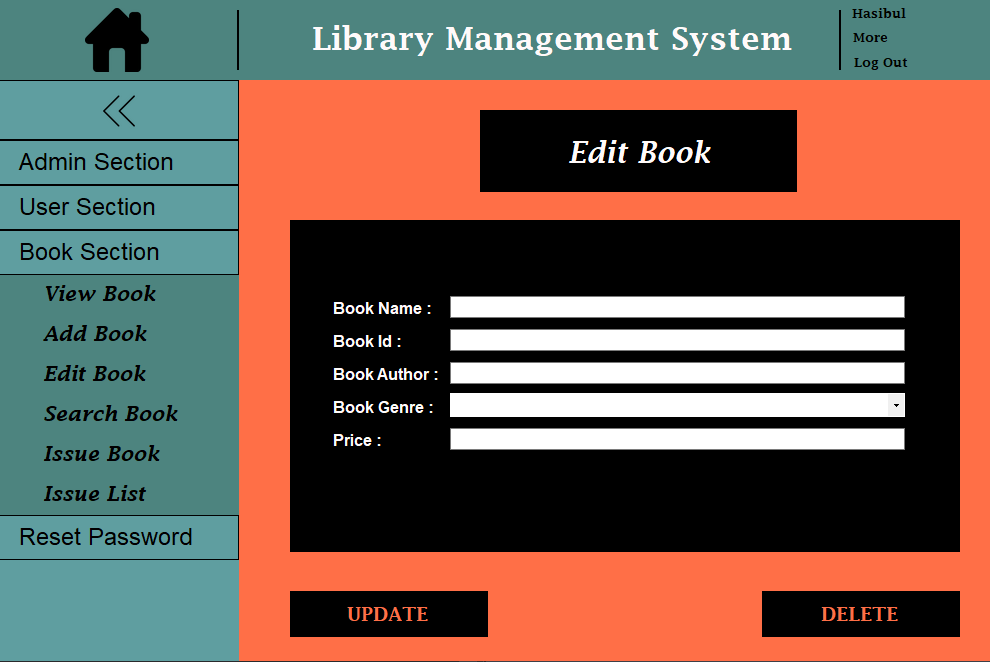 Library Management System
Hasibul
More
Log Out
Admin Section
User Section
Book Section
View Book
Add Book
Edit Book
Search Book
Issue Book
Issue List
Reset Password
Edit Book
Book Name :
Book Id :
Book Author :
Book Genre :
Price :
UPDATE
DELETE